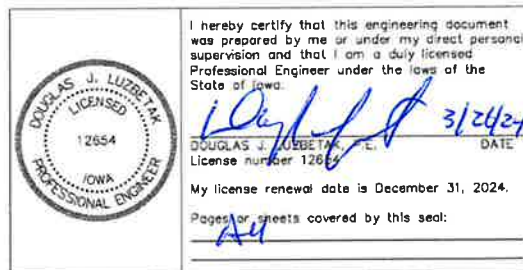 DOUGLAS J. LUZBETAK
LICENSED
12654
IOWA
PROFESSIONAL ENGINEER
I hereby certify that this engineering document
was prepared by me or under my direct personal
supervision and that I am a duly licensed
Professional Engineer under the laws of the
State of Iowa.
DOUGLAS J. LUZBETAK, P.E. DATE
License number 12654
My license renewal date is December 31, 2024.
Pages or sheets covered by this seal:
All